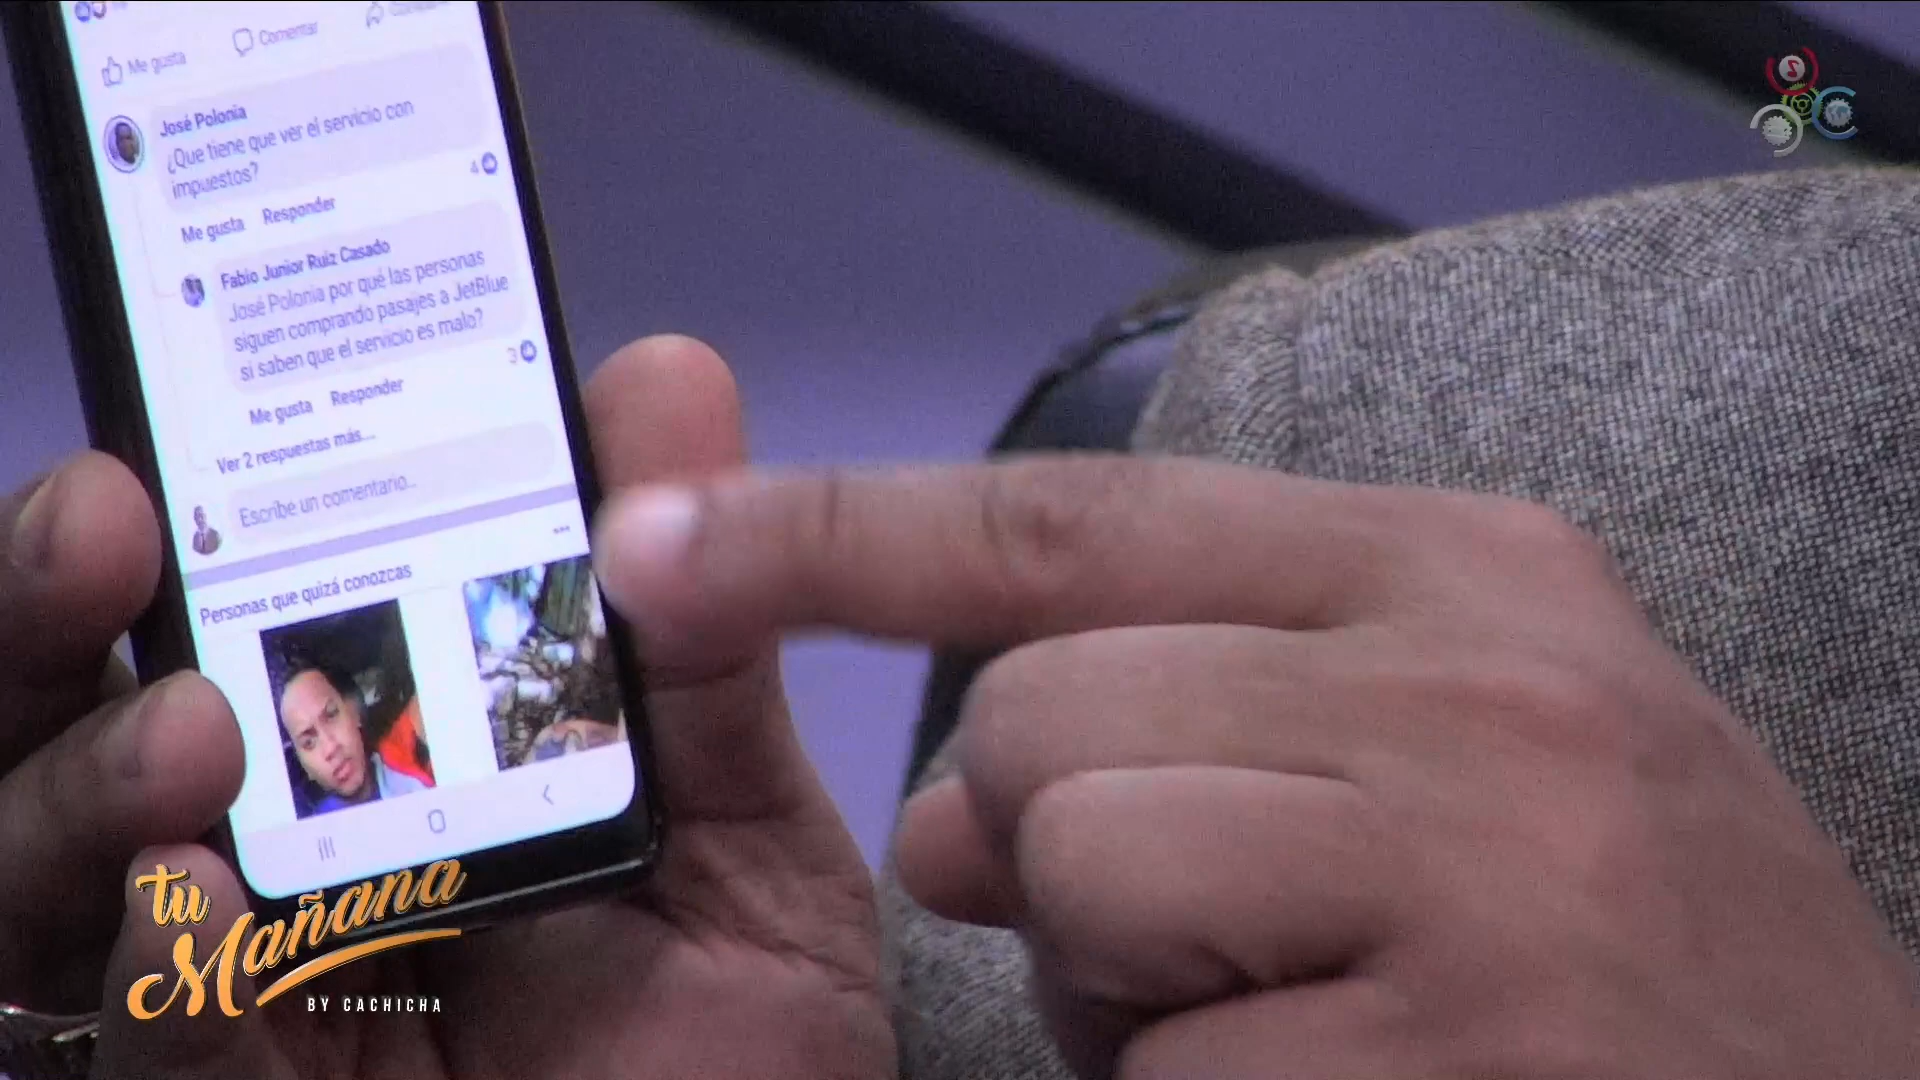 Me gusta
Comentar
José Polonia
¿Que tiene que ver el servicio con
impuestos?
4
Me gusta Responder
Fabio Junior Ruiz Casado
José Polonia por qué las personas
siguen comprando pasajes a JetBlue
si saben que el servicio es malo?
3
Me gusta Responder
Ver 2 respuestas más...
Escribe un comentario...
Personas que quizá conozcas
tu
Mañana
BY CACHICHA